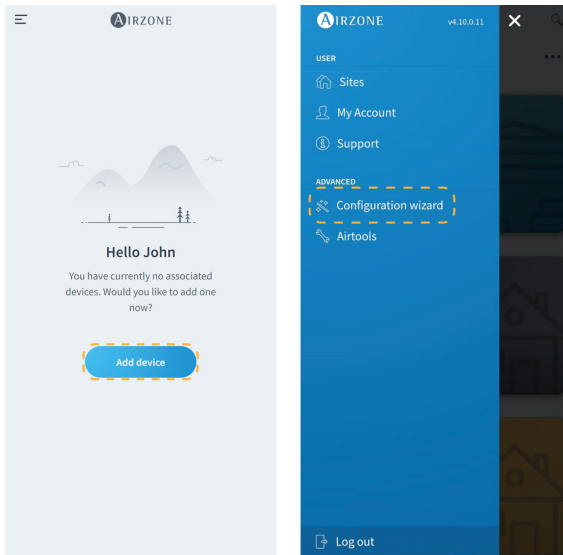 AIRZONE
Hello John
You have currently no associated
devices. Would you like to add one
now?
Add device
AIRZONE v4.10.0.11
USER
Sites
My Account
Support
ADVANCED
Configuration wizard
Airtools
Log out